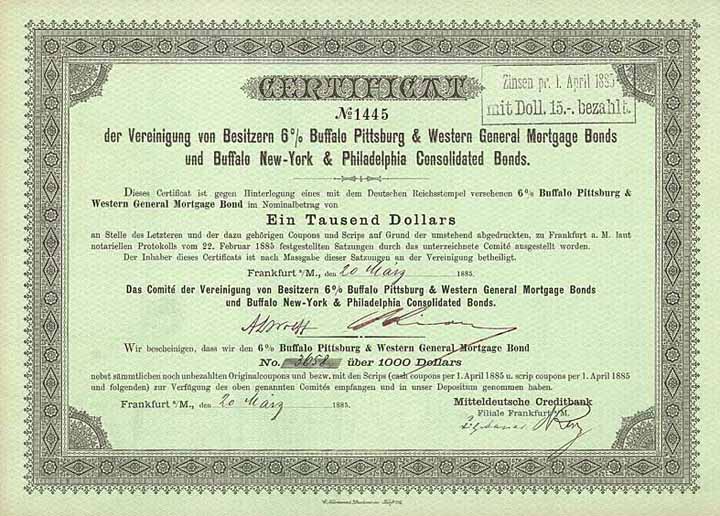 CERTIFICAT
Zinsen pr. 1. April 1885
mit Doll. 15.-. bezahlt.
No 1445
der Vereinigung von Besitzern 6% Buffalo Pittsburg & Western General Mortgage Bonds
und Buffalo New-York & Philadelphia Consolidated Bonds.
Dieses Certificat ist gegen Hinterlegung eines mit dem Deutschen Reichsstempel versehenen 6% Buffalo Pittsburg &
Western General Mortgage Bond im Nominalbetrag von
Ein Tausend Dollars
an Stelle des Letzteren und der dazu gehörigen Coupons und Scrips auf Grund der umstehend abgedruckten, zu Frankfurt a. M. laut
notariellen Protokolls vom 22. Februar 1885 festgestellten Satzungen durch das unterzeichnete Comité ausgestellt worden.
Der Inhaber dieses Certificats ist nach Massgabe dieser Satzungen an der Vereinigung betheiligt.
Frankfurt a/M., den 20 März 1885.
Das Comité der Vereinigung von Besitzern 6% Buffalo Pittsburg & Western General Mortgage Bonds
und Buffalo New-York & Philadelphia Consolidated Bonds.
Wir bescheinigen, dass wir den 6% Buffalo Pittsburg & Western General Mortgage Bond
No. 3658 über 1000 Dollars
nebst sämmtlichen noch unbezahlten Originalcoupons und bezw. mit den Scrips (cash coupons per 1. April 1885 u. scrip coupons per 1. April 1885
und folgenden) zur Verfügung des oben genannten Comités empfangen und in unser Depositum genommen haben.
Frankfurt a/M., den 20 März 1885.
Mitteldeutsche Creditbank
Filiale Frankfurt a/M.